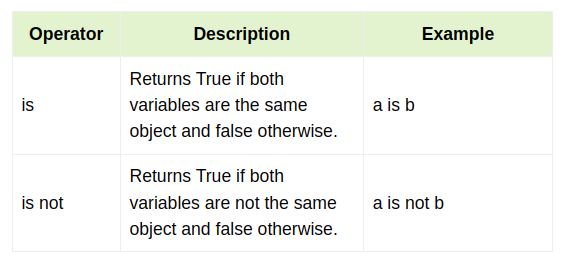 Operator Description Example
Returns True if both
is variables are the same a is b
object and false otherwise.
Returns True if both
is not variables are not the same a is not b
object and false otherwise.